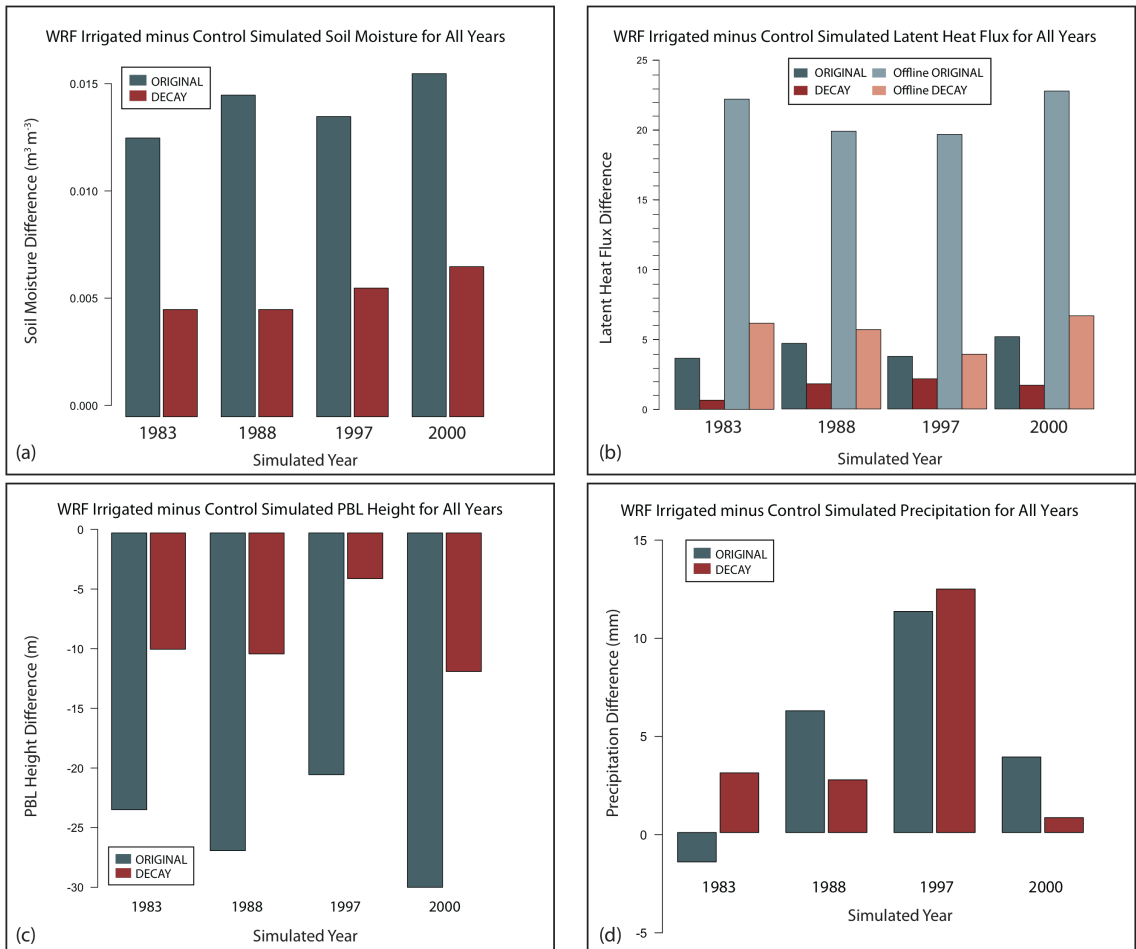 WRF Irrigated minus Control Simulated Soil Moisture for All Years
ORIGINAL
DECAY
Soil Moisture Difference (m³ m⁻³)
0.015
0.010
0.005
0.000
1983 1988 1997 2000
Simulated Year
(a)
WRF Irrigated minus Control Simulated Latent Heat Flux for All Years
ORIGINAL Offline ORIGINAL
DECAY Offline DECAY
Latent Heat Flux Difference
25
20
15
10
5
0
1983 1988 1997 2000
Simulated Year
(b)
WRF Irrigated minus Control Simulated PBL Height for All Years
PBL Height Difference (m)
0
-5
-10
-15
-20
-25
-30
ORIGINAL
DECAY
1983 1988 1997 2000
Simulated Year
(c)
WRF Irrigated minus Control Simulated Precipitation for All Years
ORIGINAL
DECAY
Precipitation Difference (mm)
15
10
5
0
-5
1983 1988 1997 2000
Simulated Year
(d)